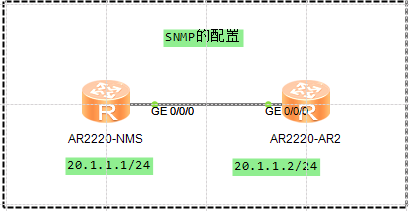 SNMP的配置
R
R
GE 0/0/0
GE 0/0/0
AR2220-NMS
AR2220-AR2
20.1.1.1/24
20.1.1.2/24